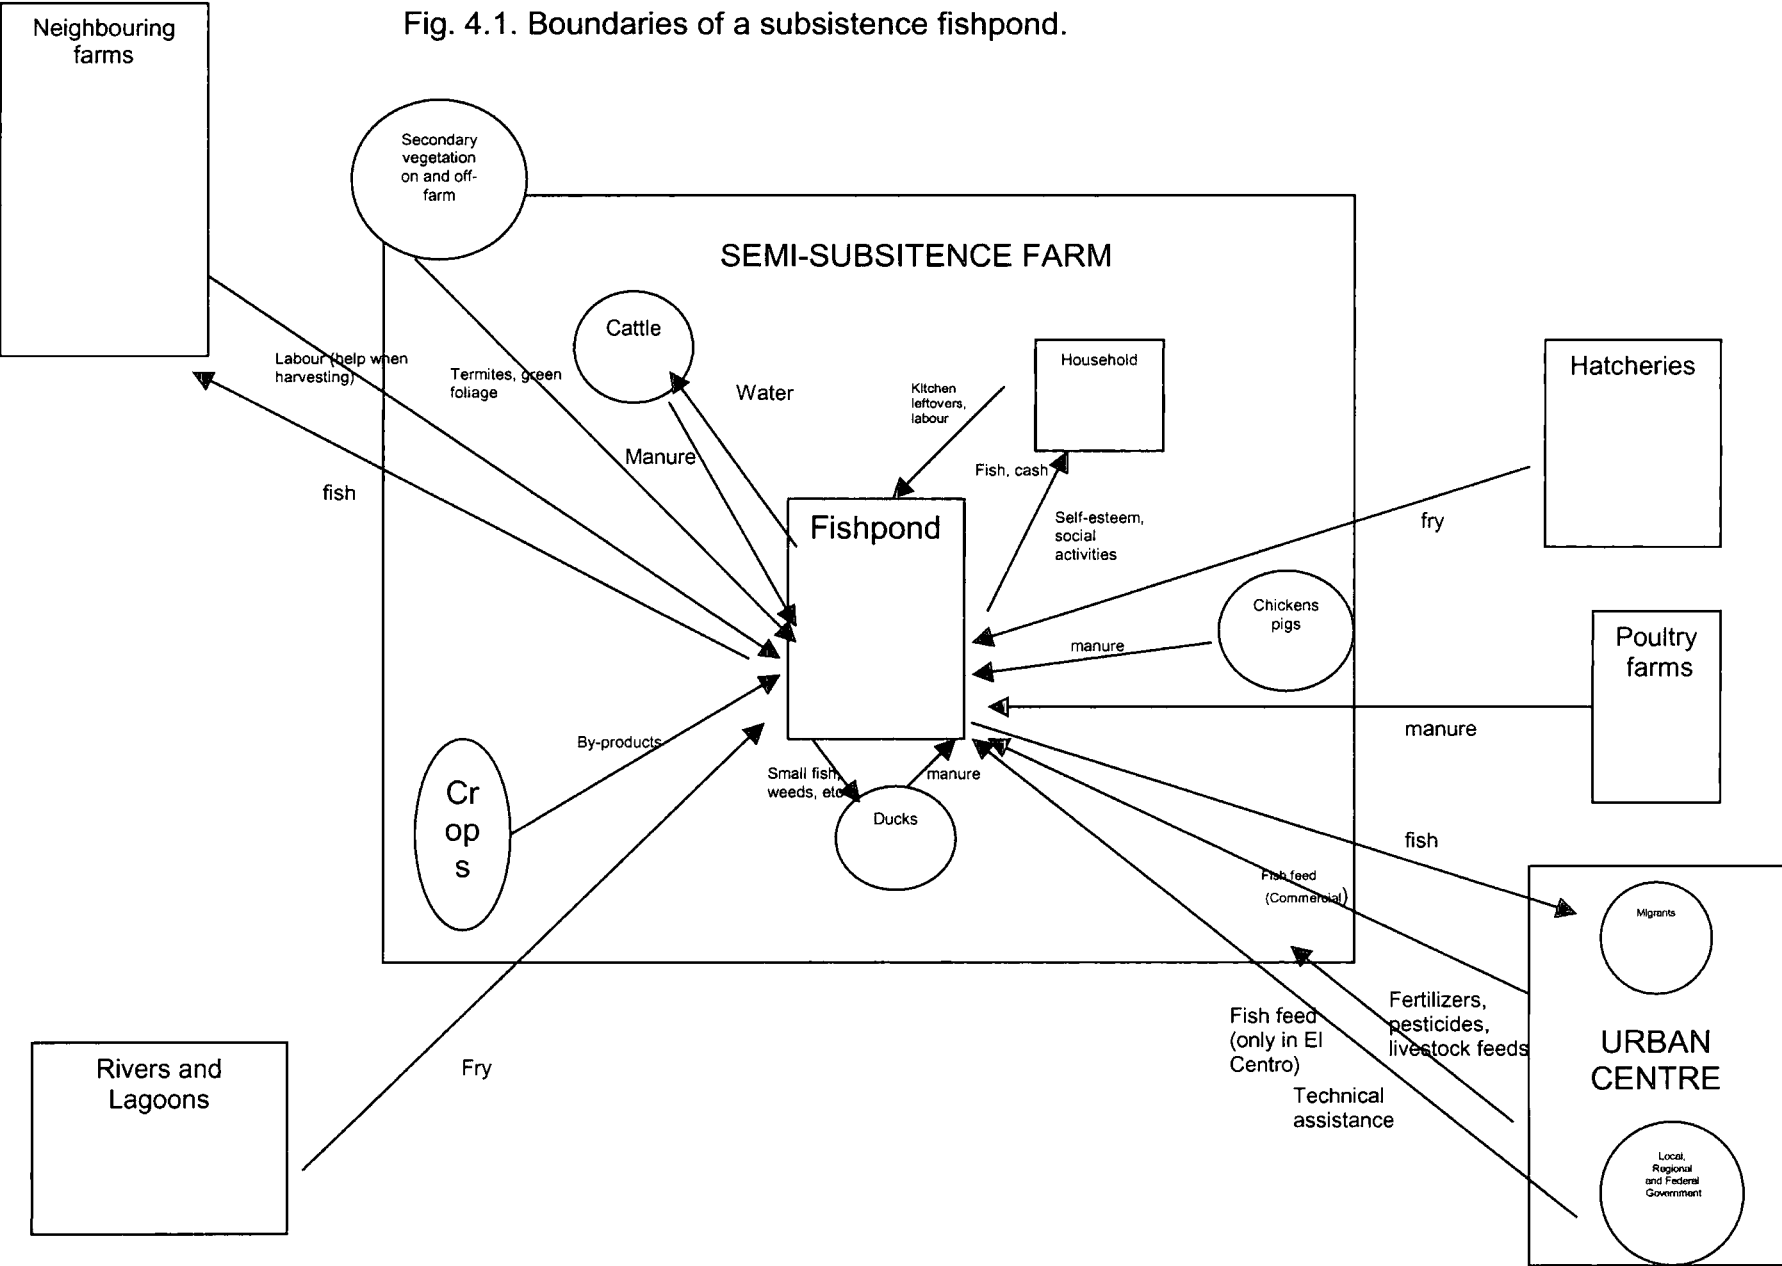 Fig. 4.1. Boundaries of a subsistence fishpond.
Neighbouring
farms
Secondary
vegetation
on and off-
farm
SEMI-SUBSITENCE FARM
Cattle
Household
Hatcheries
Labour (help when
harvesting)
Termites, green
foliage
Water
Kitchen
leftovers,
labour
Manure
Fish, cash
fish
Self-esteem,
social
activities
fry
Fishpond
Chickens
pigs
manure
Poultry
farms
manure
By-products
Small fish,
weeds, etc
manure
Cr
op
s
Ducks
fish
Fish feed
(Commercial)
Migrants
Fertilizers,
pesticides,
livestock feeds
Fish feed
(only in El
Centro)
URBAN
CENTRE
Rivers and
Lagoons
Fry
Technical
assistance
Local,
Regional
and Federal
Government